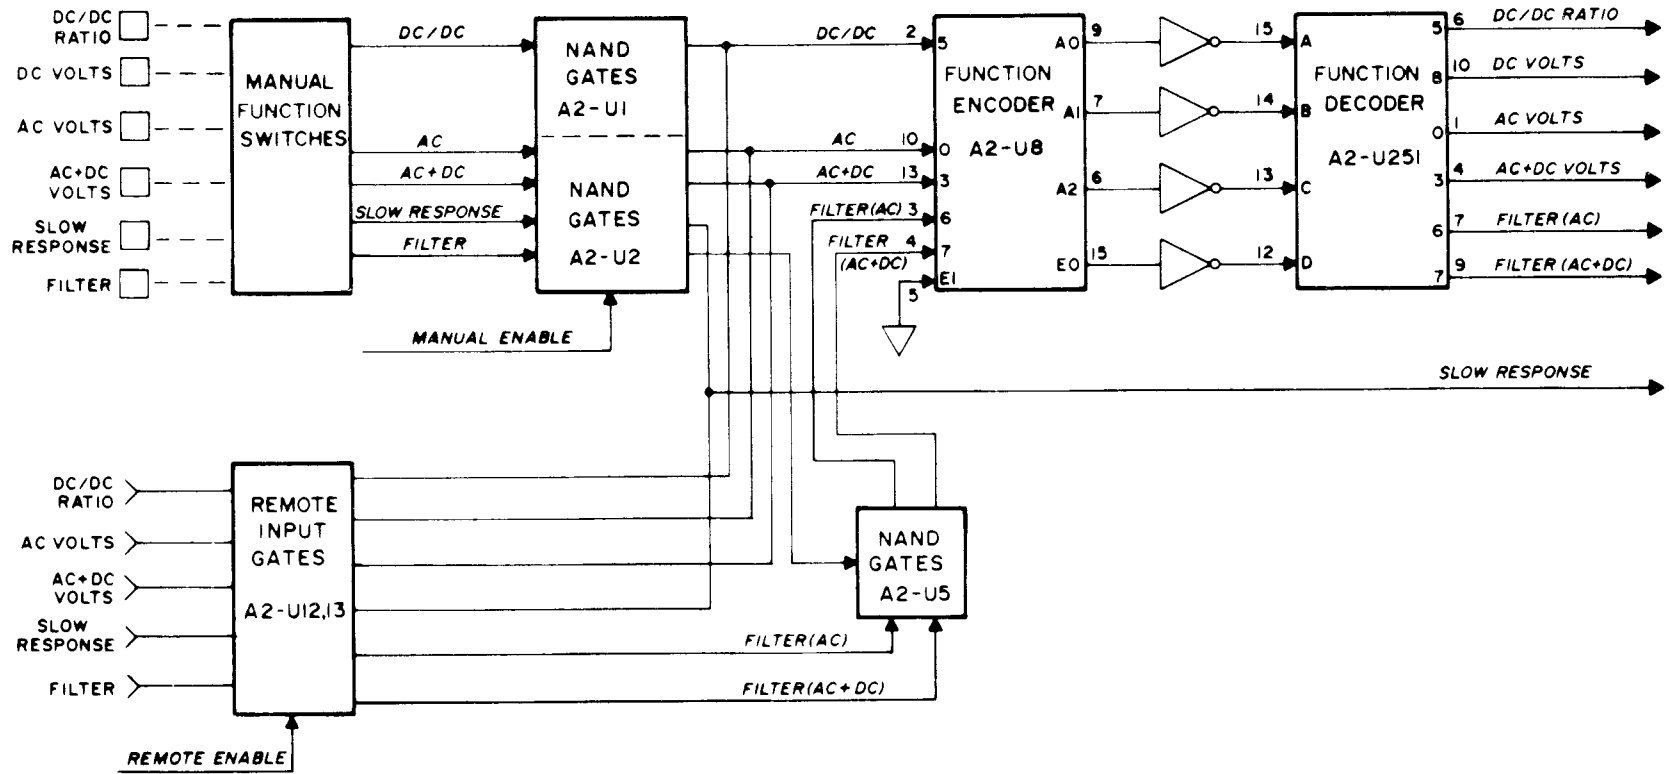 DC/DC
RATIO
DC VOLTS
AC VOLTS
AC+DC
VOLTS
SLOW
RESPONSE
FILTER
MANUAL
FUNCTION
SWITCHES
DC/DC
AC
AC+DC
SLOW RESPONSE
FILTER
NAND
GATES
A2-U1
NAND
GATES
A2-U2
MANUAL ENABLE
DC/DC 2
AC 10
AC+DC 13
FILTER(AC) 3
FILTER 4
(AC+DC)
5
5
0
3
6
7
E1
FUNCTION
ENCODER
A2-U8
A0
A1
A2
E0
9
7
6
15
15
14
13
12
A
B
C
D
FUNCTION
DECODER
A2-U251
5
8
0
3
6
7
6 DC/DC RATIO
10 DC VOLTS
1 AC VOLTS
4 AC+DC VOLTS
7 FILTER(AC)
9 FILTER(AC+DC)
SLOW RESPONSE
DC/DC
RATIO
AC VOLTS
AC+DC
VOLTS
SLOW
RESPONSE
FILTER
REMOTE
INPUT
GATES
A2-U12,13
REMOTE ENABLE
FILTER(AC)
FILTER(AC+DC)
NAND
GATES
A2-U5